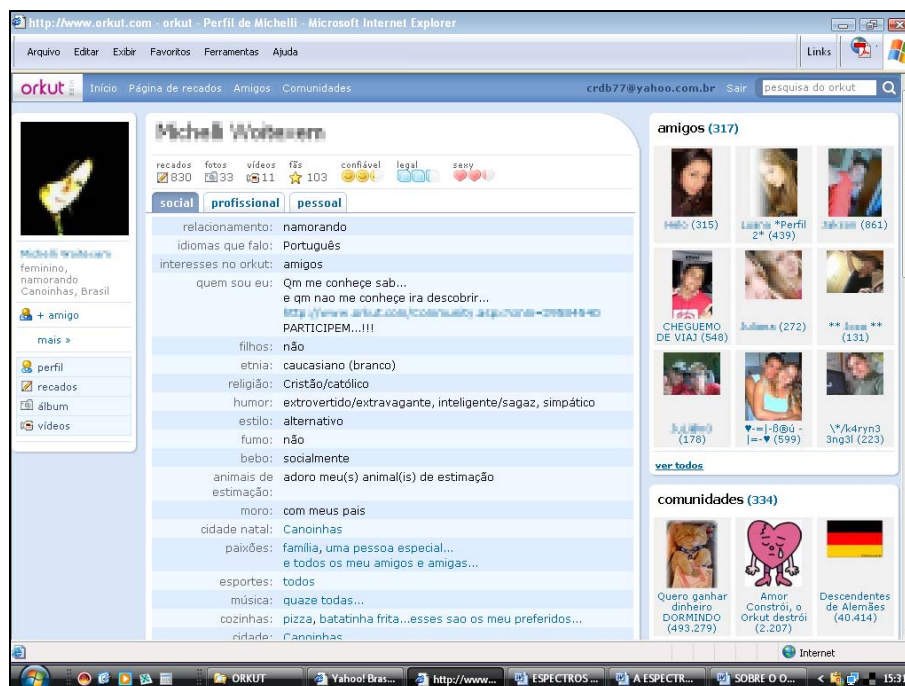 http://www.orkut.com - orkut - Perfil de Michelli - Microsoft Internet Explorer
Arquivo Editar Exibir Favoritos Ferramentas Ajuda
Links
orkut Início Página de recados Amigos Comunidades crdb77@yahoo.com.br Sair pesquisa do orkut
feminino,
namorando
Canoinhas, Brasil
+ amigo
mais »
perfil
recados
álbum
vídeos
recados fotos vídeos fãs confiável legal sexy
830 33 11 103
social profissional pessoal
relacionamento: namorando
idiomas que falo: Português
interesses no orkut: amigos
quem sou eu: Qm me conheçe sab...
e qm nao me conheçe ira descobrir...
PARTICIPEM...!!!
filhos: não
etnia: caucasiano (branco)
religião: Cristão/católico
humor: extrovertido/extravagante, inteligente/sagaz, simpático
estilo: alternativo
fumo: não
bebo: socialmente
animais de estimação: adoro meu(s) animal(is) de estimação
moro: com meus pais
cidade natal: Canoinhas
paixões: família, uma pessoa especial...
e todos os meu amigos e amigas...
esportes: todos
música: quaze todas...
cozinhas: pizza, batatinha frita...esses sao os meu preferidos...
cidade: Canoinhas
amigos (317)
(315)
*Perfil
2* (439)
(861)
CHEGUEMO
DE VIAJ (548)
(272)
** **
(131)
(178)
♥-=|-ß@ú -
|=-♥ (599)
\*/k4ryn3
3ng3l (223)
ver todos
comunidades (334)
Quero ganhar
dinheiro
DORMINDO
(493.279)
Amor
Constrói, o
Orkut destrói
(2.207)
Descendentes
de Alemães
(40.414)
Internet
ORKUT Yahoo! Bras... http://www... ESPECTROS ... A ESPECTR... SOBRE O O... 15:31